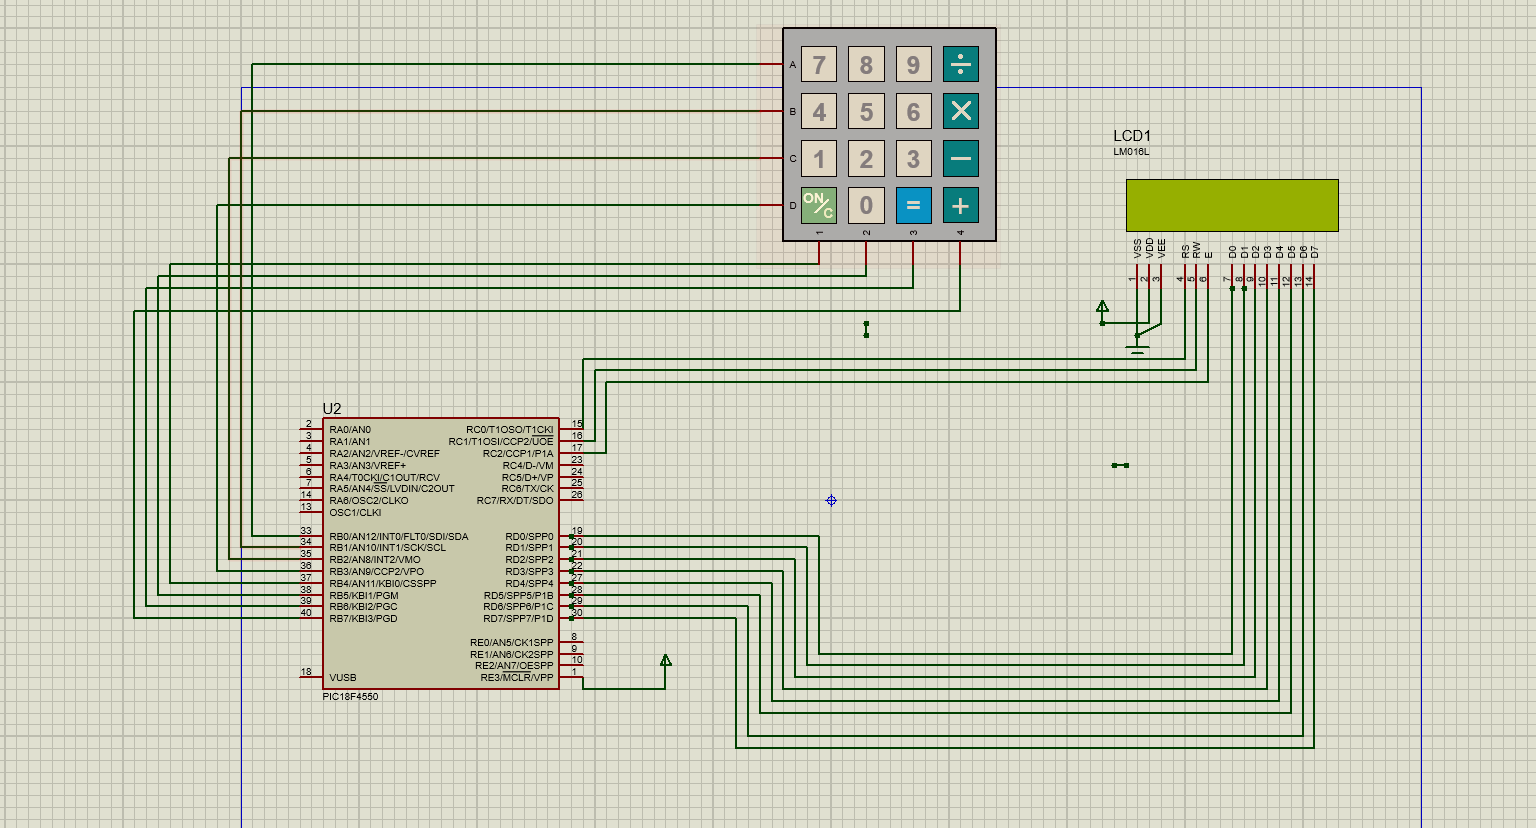 A 7 8 9 ÷
B 4 5 6 ×
C 1 2 3 −
D ON/C 0 = +
1 2 3 4
LCD1
LM016L
VSS VDD VEE RS RW E D0 D1 D2 D3 D4 D5 D6 D7
1 2 3 4 5 6 7 8 9 10 11 12 13 14
U2
2 RA0/AN0 RC0/T1OSO/T1CKI 15
3 RA1/AN1 RC1/T1OSI/CCP2/UOE 16
4 RA2/AN2/VREF-/CVREF RC2/CCP1/P1A 17
5 RA3/AN3/VREF+ RC4/D-/VM 23
6 RA4/T0CKI/C1OUT/RCV RC5/D+/VP 24
7 RA5/AN4/SS/LVDIN/C2OUT RC6/TX/CK 25
14 RA6/OSC2/CLKO RC7/RX/DT/SDO 26
13 OSC1/CLKI
33 RB0/AN12/INT0/FLT0/SDI/SDA RD0/SPP0 19
34 RB1/AN10/INT1/SCK/SCL RD1/SPP1 20
35 RB2/AN8/INT2/VMO RD2/SPP2 21
36 RB3/AN9/CCP2/VPO RD3/SPP3 22
37 RB4/AN11/KBI0/CSSPP RD4/SPP4 27
38 RB5/KBI1/PGM RD5/SPP5/P1B 28
39 RB6/KBI2/PGC RD6/SPP6/P1C 29
40 RB7/KBI3/PGD RD7/SPP7/P1D 30
RE0/AN5/CK1SPP 8
RE1/AN6/CK2SPP 9
RE2/AN7/OESPP 10
18 VUSB RE3/MCLR/VPP 1
PIC18F4550